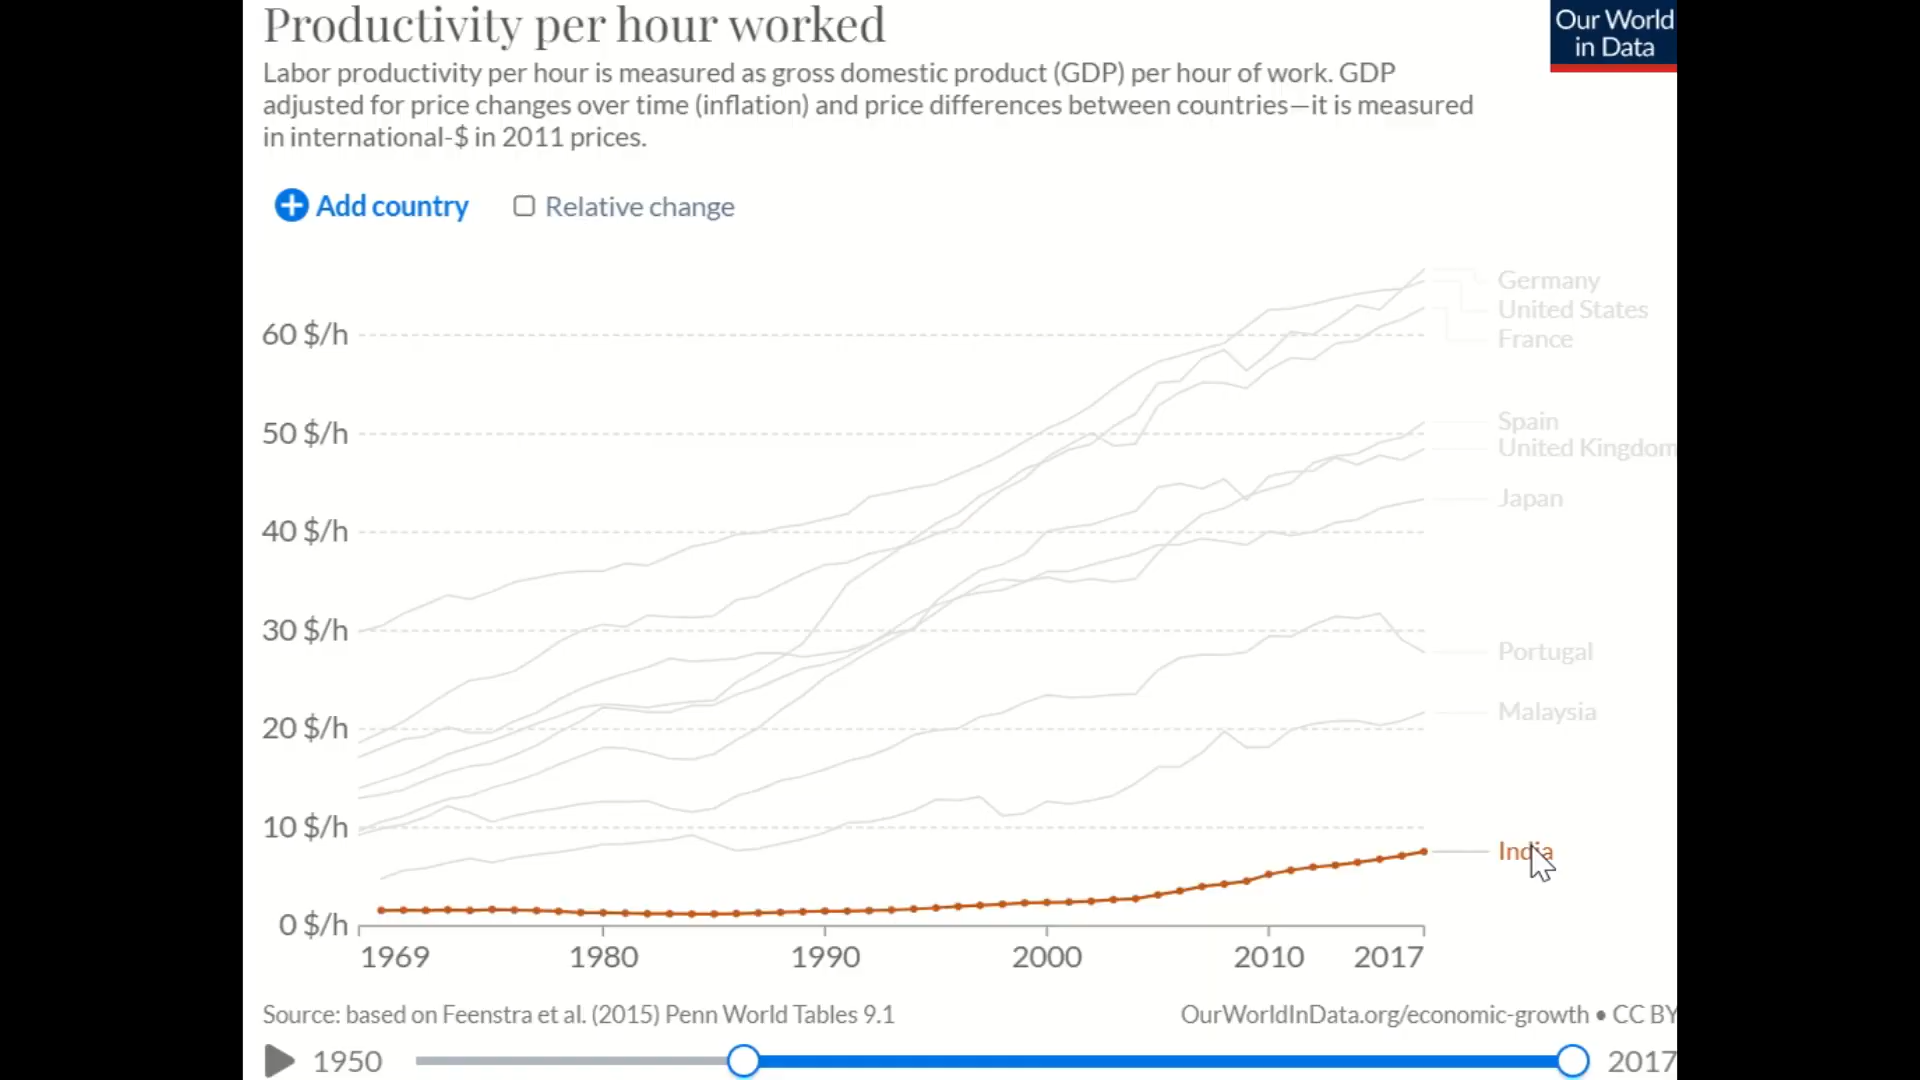 Productivity per hour worked
Our World
in Data
Labor productivity per hour is measured as gross domestic product (GDP) per hour of work. GDP
adjusted for price changes over time (inflation) and price differences between countries—it is measured
in international-$ in 2011 prices.
Add country
Relative change
Germany
United States
France
60 $/h
50 $/h
Spain
United Kingdom
Japan
40 $/h
30 $/h
Portugal
Malaysia
20 $/h
10 $/h
India
0 $/h
1969 1980 1990 2000 2010 2017
Source: based on Feenstra et al. (2015) Penn World Tables 9.1
OurWorldInData.org/economic-growth • CC BY
1950 2017